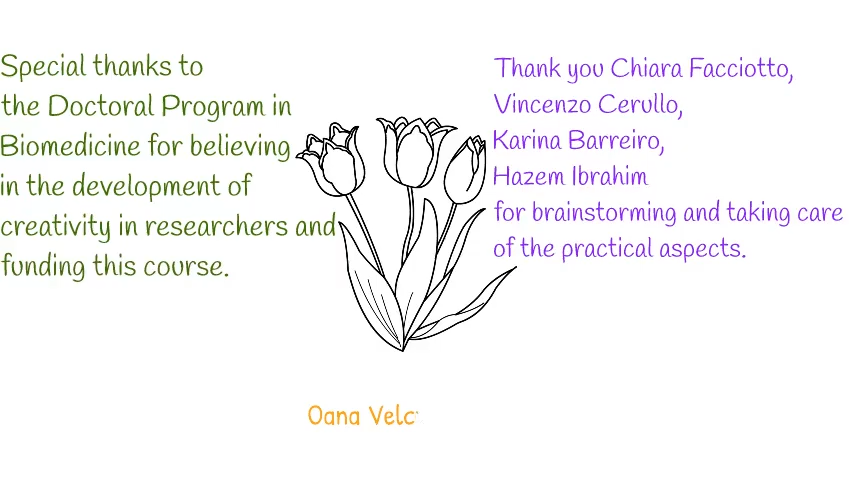 Special thanks to
the Doctoral Program in
Biomedicine for believing
in the development of
creativity in researchers and
funding this course.
Thank you Chiara Facciotto,
Vincenzo Cerullo,
Karina Barreiro,
Hazem Ibrahim
for brainstorming and taking care
of the practical aspects.
Oana Velc